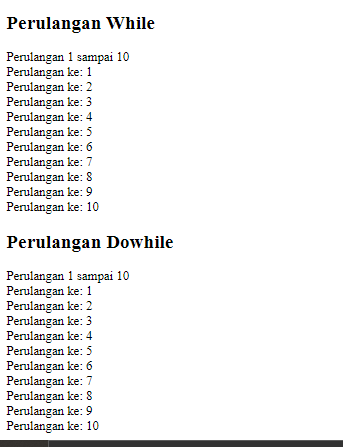 Perulangan While
Perulangan 1 sampai 10
Perulangan ke: 1
Perulangan ke: 2
Perulangan ke: 3
Perulangan ke: 4
Perulangan ke: 5
Perulangan ke: 6
Perulangan ke: 7
Perulangan ke: 8
Perulangan ke: 9
Perulangan ke: 10
Perulangan Dowhile
Perulangan 1 sampai 10
Perulangan ke: 1
Perulangan ke: 2
Perulangan ke: 3
Perulangan ke: 4
Perulangan ke: 5
Perulangan ke: 6
Perulangan ke: 7
Perulangan ke: 8
Perulangan ke: 9
Perulangan ke: 10